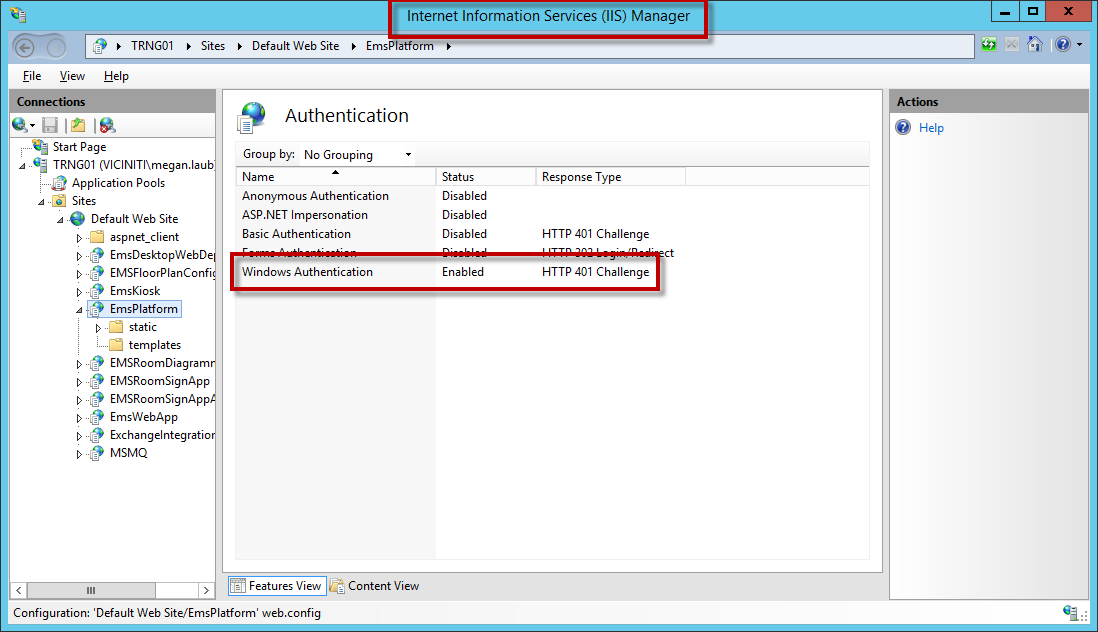 Internet Information Services (IIS) Manager
TRNG01 Sites Default Web Site EmsPlatform
File View Help
Connections
Start Page
TRNG01 (VICINITI\megan.laub)
Application Pools
Sites
Default Web Site
aspnet_client
EmsDesktopWebDep
EMSFloorPlanConfig
EmsKiosk
EmsPlatform
static
templates
EMSRoomDiagramm
EMSRoomSignApp
EMSRoomSignAppA
EmsWebApp
ExchangeIntegration
MSMQ
Authentication
Group by: No Grouping
Name Status Response Type
Anonymous Authentication Disabled
ASP.NET Impersonation Disabled
Basic Authentication Disabled HTTP 401 Challenge
Forms Authentication Disabled HTTP 302 Login/Redirect
Windows Authentication Enabled HTTP 401 Challenge
Actions
Help
Features View Content View
Configuration: 'Default Web Site/EmsPlatform' web.config